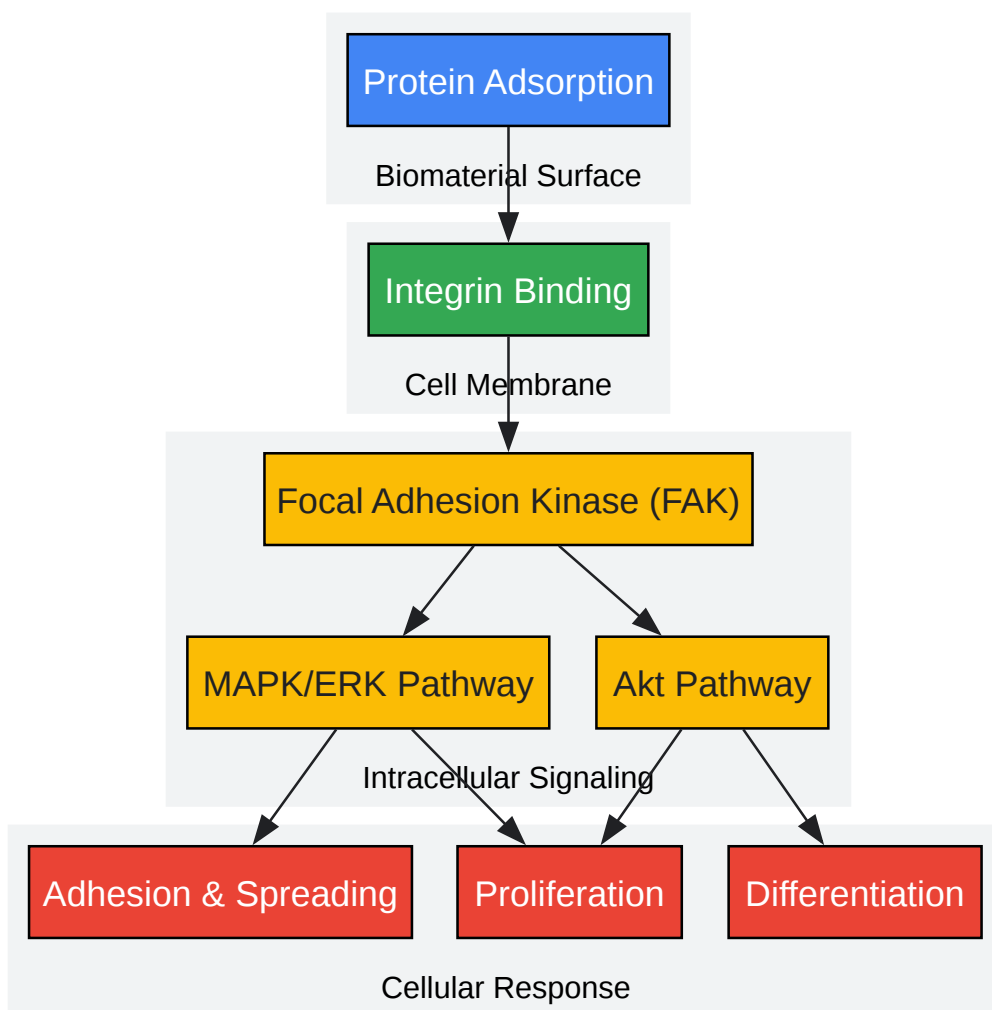 Protein Adsorption
Biomaterial Surface
Integrin Binding
Cell Membrane
Focal Adhesion Kinase (FAK)
MAPK/ERK Pathway
Akt Pathway
Intracellular Signaling
Adhesion & Spreading
Proliferation
Differentiation
Cellular Response